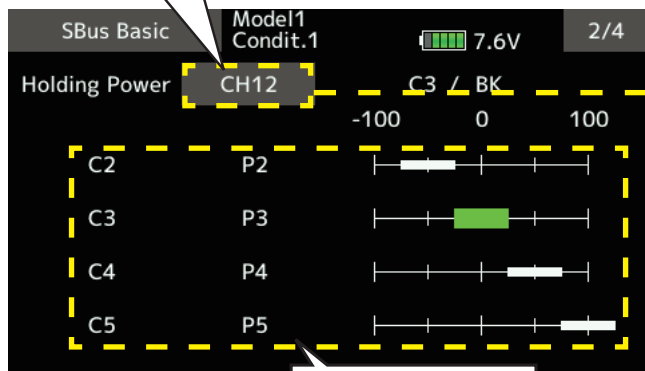 SBus Basic Model1 Condit.1 7.6V 2/4
Holding Power CH12 C3 / BK
-100 0 100
C2 P2
C3 P3
C4 P4
C5 P5